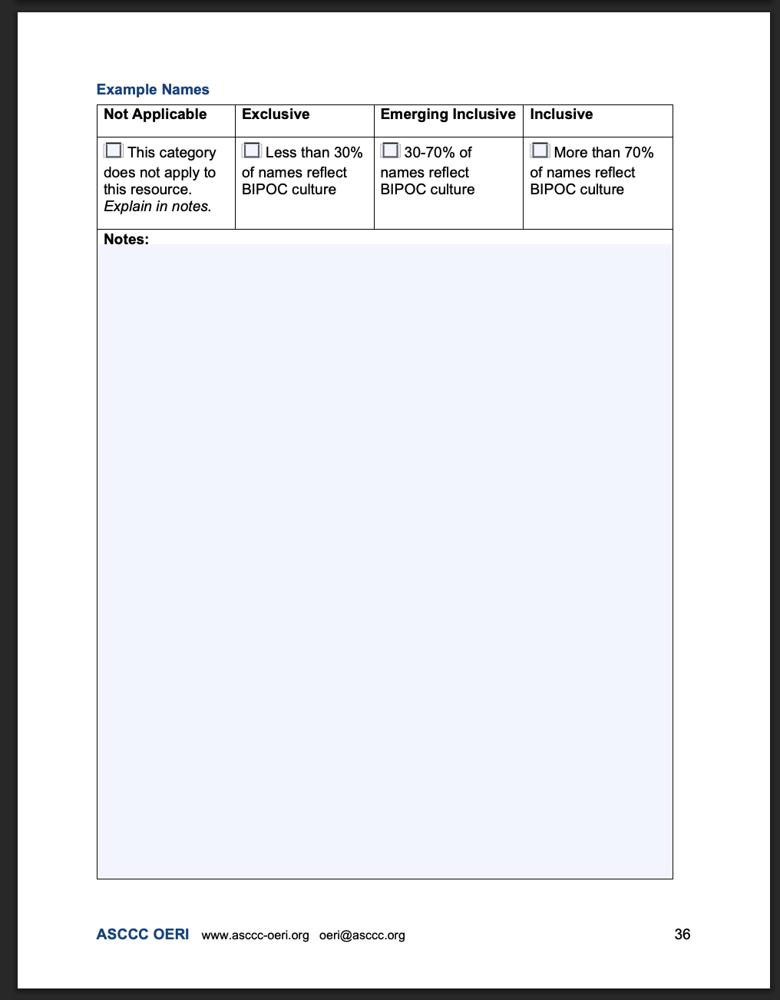 Example Names
Not Applicable
Exclusive
Emerging Inclusive
Inclusive
This category
does not apply to
this resource.
Explain in notes.
Less than 30%
of names reflect
BIPOC culture
30-70% of
names reflect
BIPOC culture
More than 70%
of names reflect
BIPOC culture
Notes:
ASCCC OERI www.asccc-oeri.org oeri@asccc.org 36